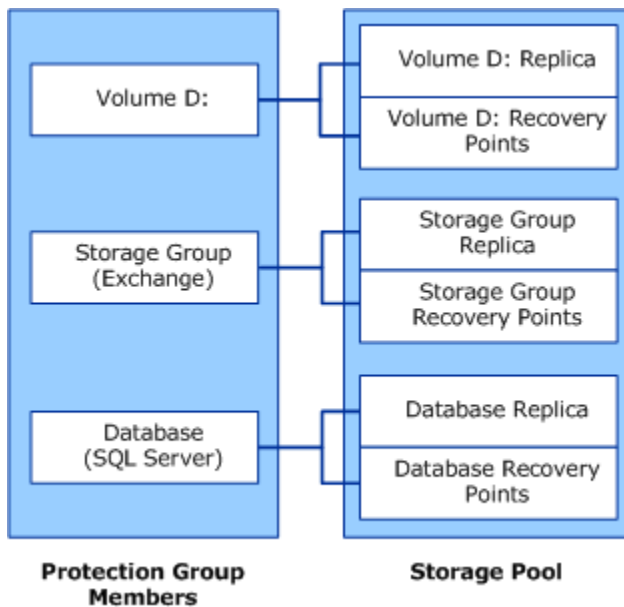 Volume D:
Volume D: Replica
Volume D: Recovery
Points
Storage Group
(Exchange)
Storage Group
Replica
Storage Group
Recovery Points
Database
(SQL Server)
Database Replica
Database Recovery
Points
Protection Group
Members
Storage Pool